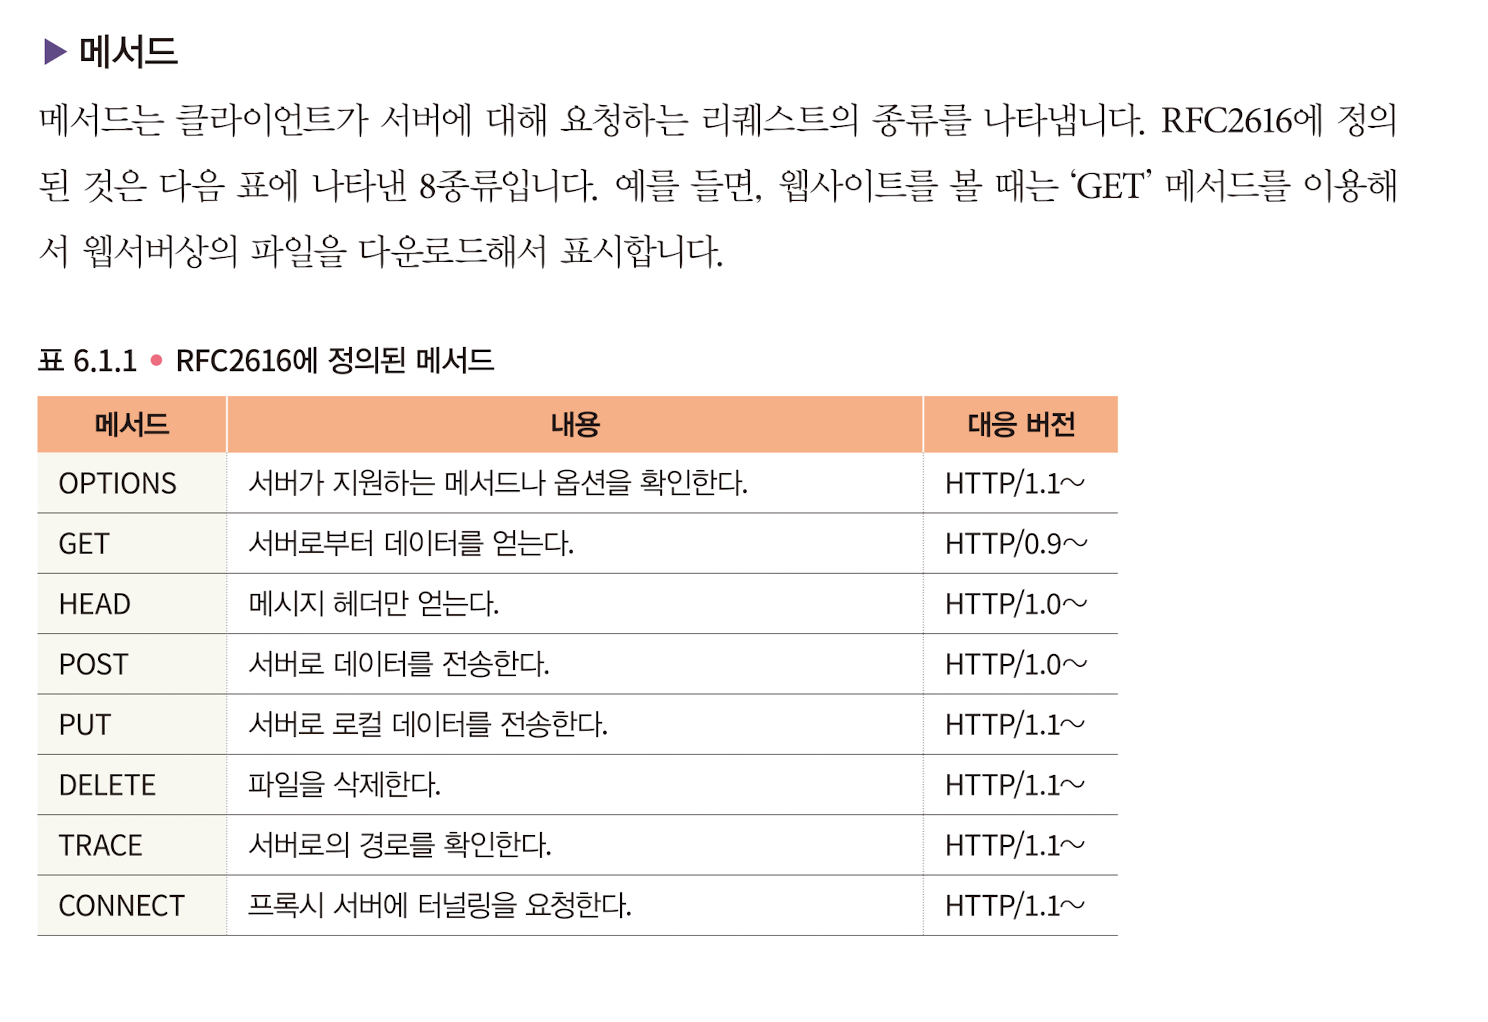 ▶ 메서드
메서드는 클라이언트가 서버에 대해 요청하는 리퀘스트의 종류를 나타냅니다. RFC2616에 정의
된 것은 다음 표에 나타낸 8종류입니다. 예를 들면, 웹사이트를 볼 때는 ‘GET’ 메서드를 이용해
서 웹서버상의 파일을 다운로드해서 표시합니다.
표 6.1.1 ● RFC2616에 정의된 메서드
메서드 내용 대응 버전
OPTIONS 서버가 지원하는 메서드나 옵션을 확인한다. HTTP/1.1~
GET 서버로부터 데이터를 얻는다. HTTP/0.9~
HEAD 메시지 헤더만 얻는다. HTTP/1.0~
POST 서버로 데이터를 전송한다. HTTP/1.0~
PUT 서버로 로컬 데이터를 전송한다. HTTP/1.1~
DELETE 파일을 삭제한다. HTTP/1.1~
TRACE 서버로의 경로를 확인한다. HTTP/1.1~
CONNECT 프록시 서버에 터널링을 요청한다. HTTP/1.1~